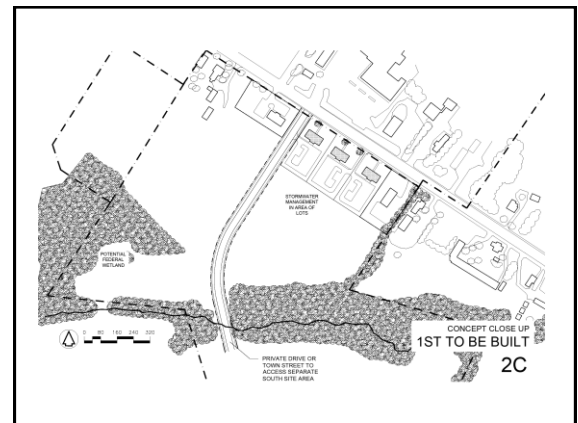 STORMWATER
MANAGEMENT
IN AREA OF
LOTS
POTENTIAL
FEDERAL
WETLAND
0 80 160 240 320
CONCEPT CLOSE UP
1ST TO BE BUILT
2C
PRIVATE DRIVE OR
TOWN STREET TO
ACCESS SEPARATE
SOUTH SITE AREA